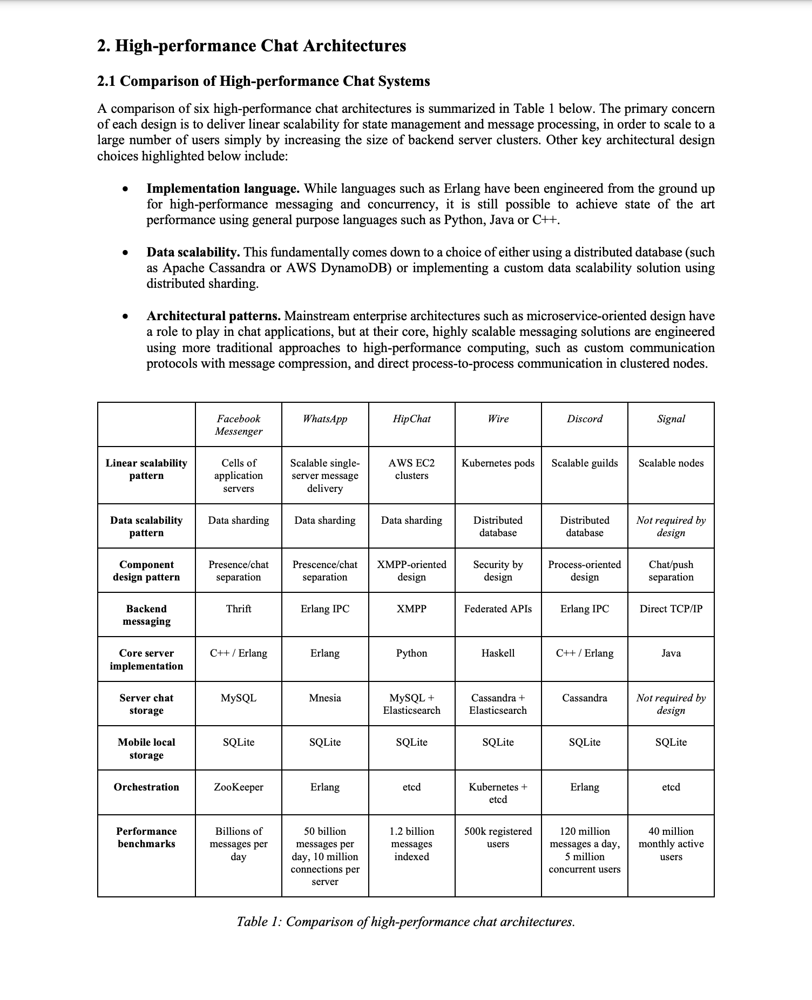 2. High-performance Chat Architectures
2.1 Comparison of High-performance Chat Systems
A comparison of six high-performance chat architectures is summarized in Table 1 below. The primary concern
of each design is to deliver linear scalability for state management and message processing, in order to scale to a
large number of users simply by increasing the size of backend server clusters. Other key architectural design
choices highlighted below include:
• Implementation language. While languages such as Erlang have been engineered from the ground up
for high-performance messaging and concurrency, it is still possible to achieve state of the art
performance using general purpose languages such as Python, Java or C++.
• Data scalability. This fundamentally comes down to a choice of either using a distributed database (such
as Apache Cassandra or AWS DynamoDB) or implementing a custom data scalability solution using
distributed sharding.
• Architectural patterns. Mainstream enterprise architectures such as microservice-oriented design have
a role to play in chat applications, but at their core, highly scalable messaging solutions are engineered
using more traditional approaches to high-performance computing, such as custom communication
protocols with message compression, and direct process-to-process communication in clustered nodes.
Facebook WhatsApp HipChat Wire Discord Signal
Messenger
Linear scalability Cells of Scalable single- AWS EC2 Kubernetes pods Scalable guilds Scalable nodes
pattern application server message clusters
servers delivery
Data scalability Data sharding Data sharding Data sharding Distributed Distributed Not required by
pattern database database design
Component Presence/chat Prescence/chat XMPP-oriented Security by Process-oriented Chat/push
design pattern separation separation design design design separation
Backend Thrift Erlang IPC XMPP Federated APIs Erlang IPC Direct TCP/IP
messaging
Core server C++ / Erlang Erlang Python Haskell C++ / Erlang Java
implementation
Server chat MySQL Mnesia MySQL + Cassandra + Cassandra Not required by
storage Elasticsearch Elasticsearch design
Mobile local SQLite SQLite SQLite SQLite SQLite SQLite
storage
Orchestration ZooKeeper Erlang etcd Kubernetes + Erlang etcd
etcd
Performance Billions of 50 billion 1.2 billion 500k registered 120 million 40 million
benchmarks messages per messages per messages users messages a day, monthly active
day day, 10 million indexed 5 million users
connections per concurrent users
server
Table 1: Comparison of high-performance chat architectures.